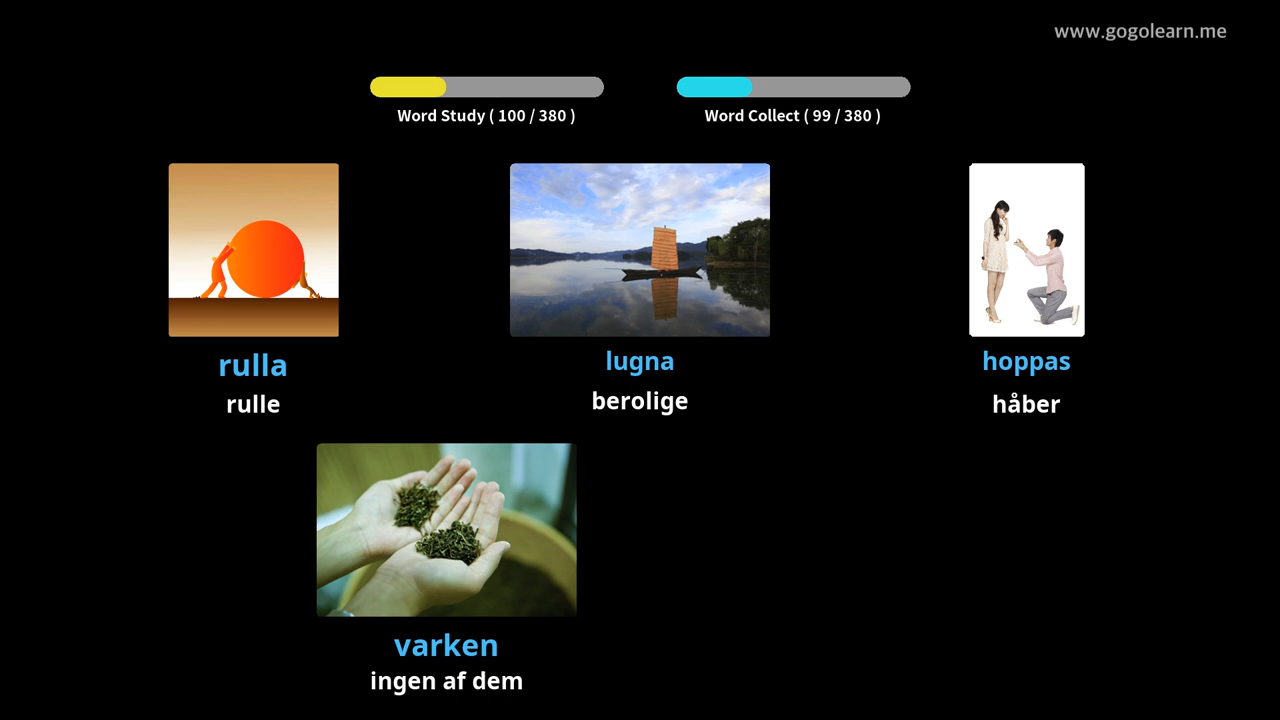 www.gogolearn.me
Word Study ( 100 / 380 )
Word Collect ( 99 / 380 )
rulla
rulle
lugna
berolige
hoppas
håber
varken
ingen af dem